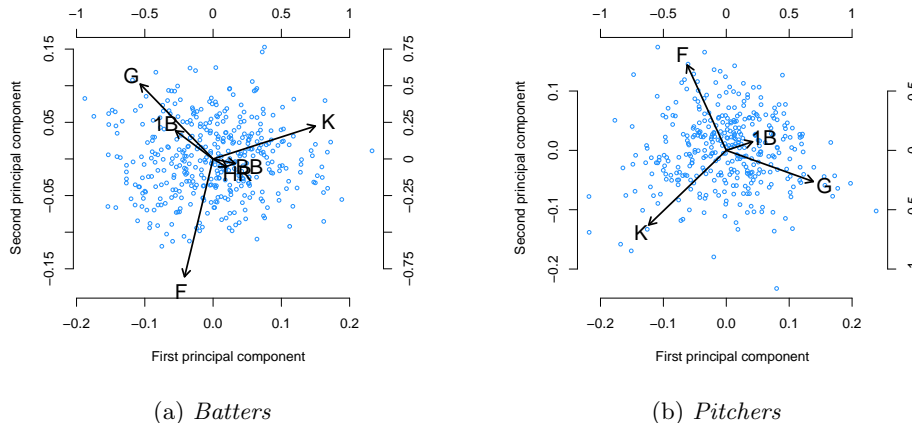 −1 −0.5 0 0.5 1
Second principal component
0.15 0.05 −0.05 −0.15
0.75 0.5 0.25 0 −0.25 −0.75
G
1B
K
HR
BB
F
−0.2 −0.1 0.0 0.1 0.2
First principal component
(a) Batters
−1 −0.5 0 0.5 1
Second principal component
0.1 0.0 −0.1 −0.2
F
1B
G
K
−0.2 −0.1 0.0 0.1 0.2
First principal component
(b) Pitchers